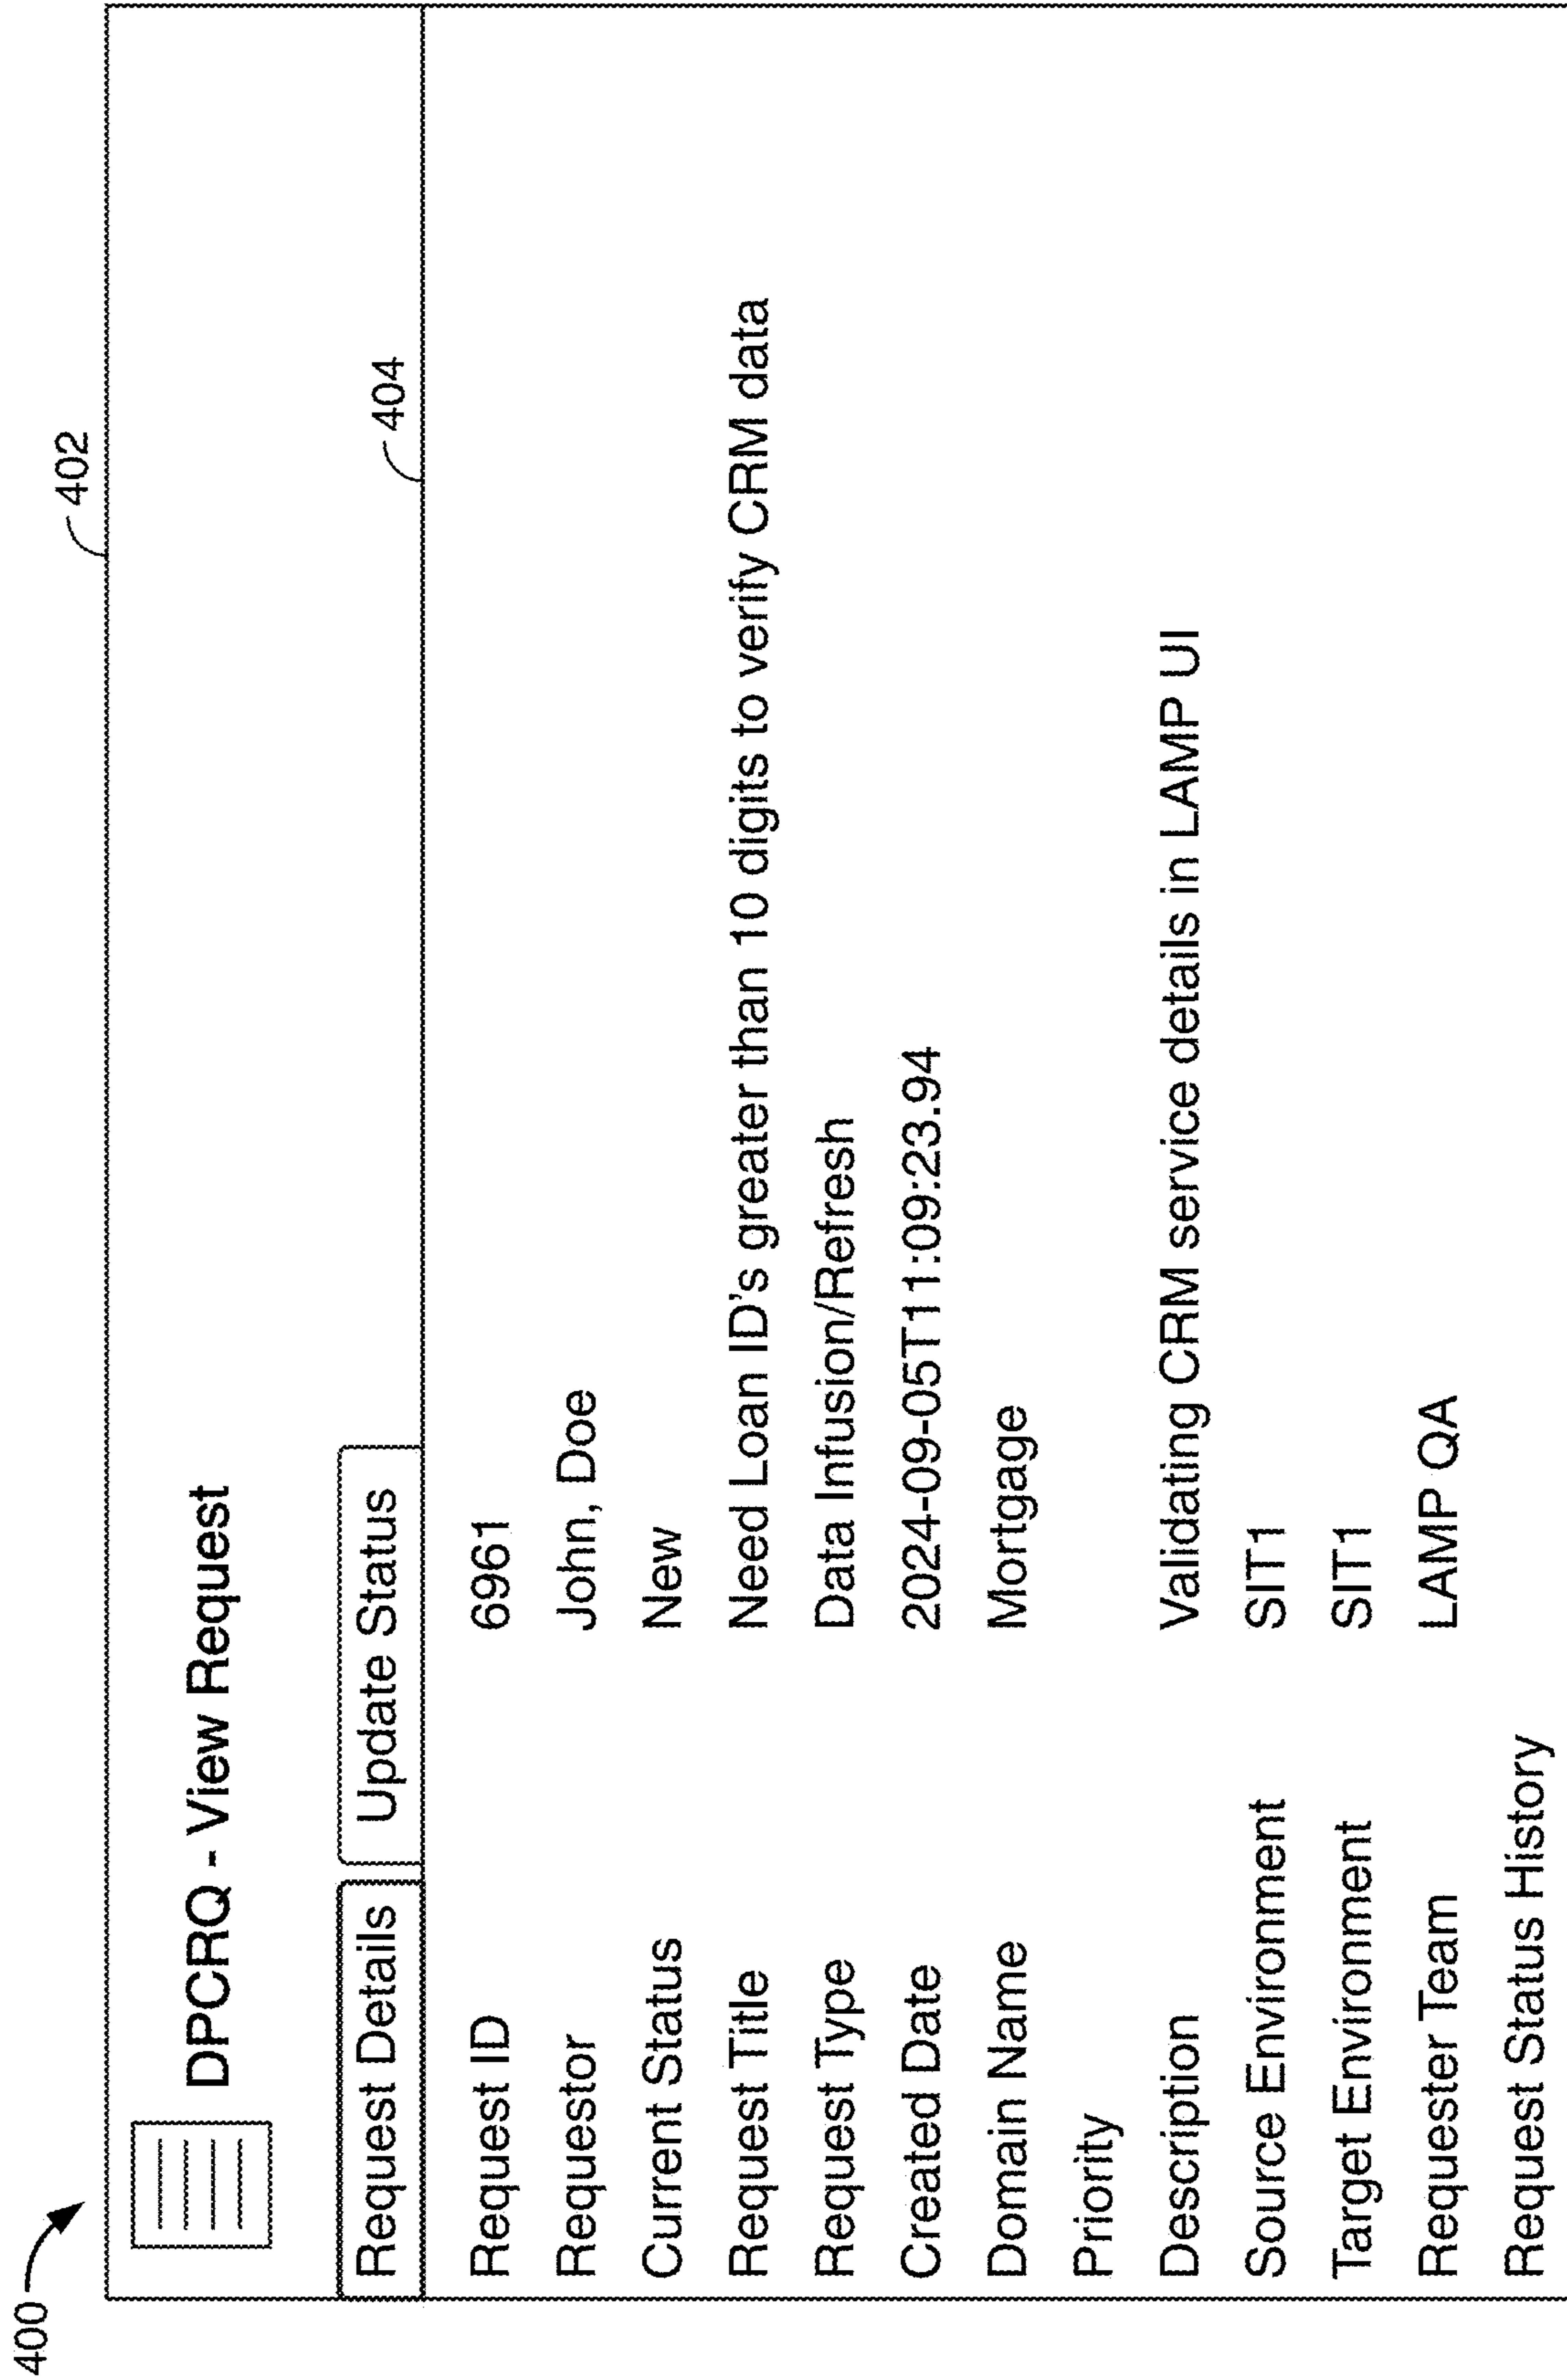 400
402
DPCRQ - View Request
Request Details Update Status
404
Request ID 6961
Requestor John, Doe
Current Status New
Request Title Need Loan ID's greater than 10 digits to verify CRM data
Request Type Data Infusion/Refresh
Created Date 2024-09-05T11:09:23.94
Domain Name Mortgage
Priority
Description Validating CRM service details in LAMP UI
Source Environment SIT1
Target Environment SIT1
Requester Team LAMP QA
Request Status History